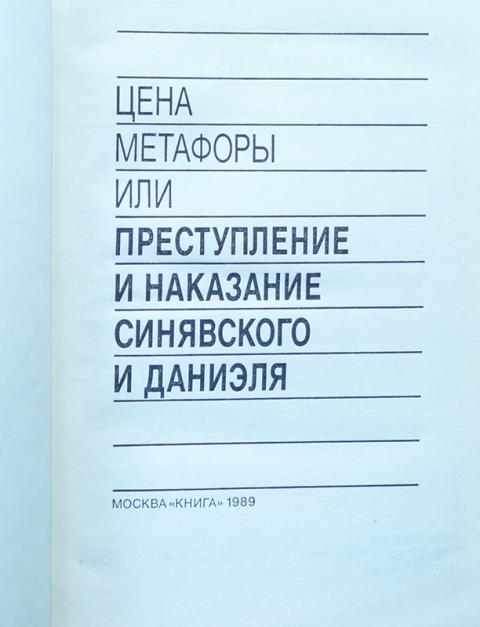 ЦЕНА
МЕТАФОРЫ
ИЛИ
ПРЕСТУПЛЕНИЕ
И НАКАЗАНИЕ
СИНЯВСКОГО
И ДАНИЭЛЯ
МОСКВА «КНИГА» 1989